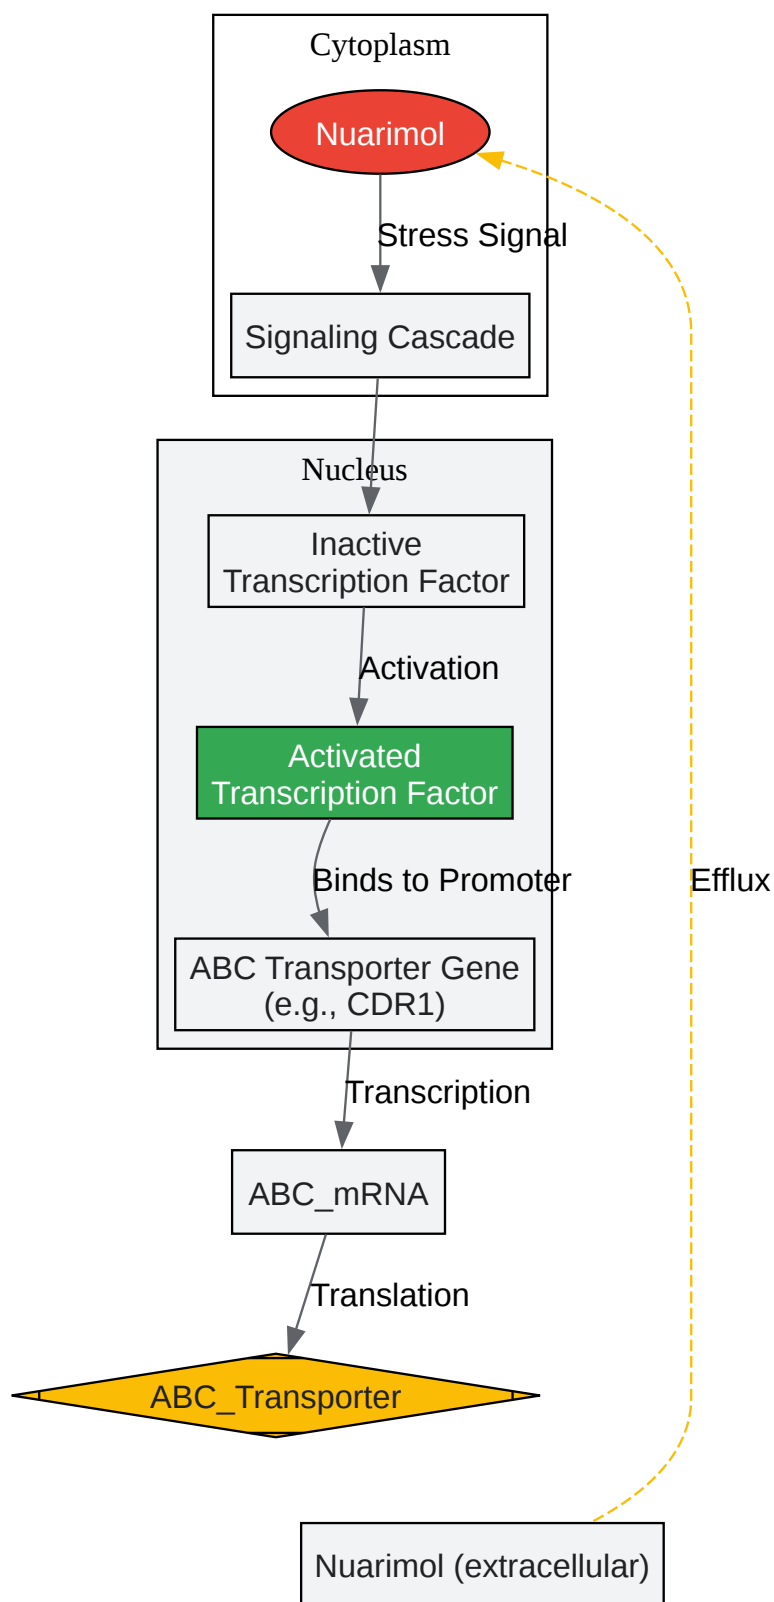 Cytoplasm
Nuarimol
Stress Signal
Signaling Cascade
Nucleus
Inactive
Transcription Factor
Activation
Activated
Transcription Factor
Binds to Promoter
Efflux
ABC Transporter Gene
(e.g., CDR1)
Transcription
ABC_mRNA
Translation
ABC_Transporter
Nuarimol (extracellular)